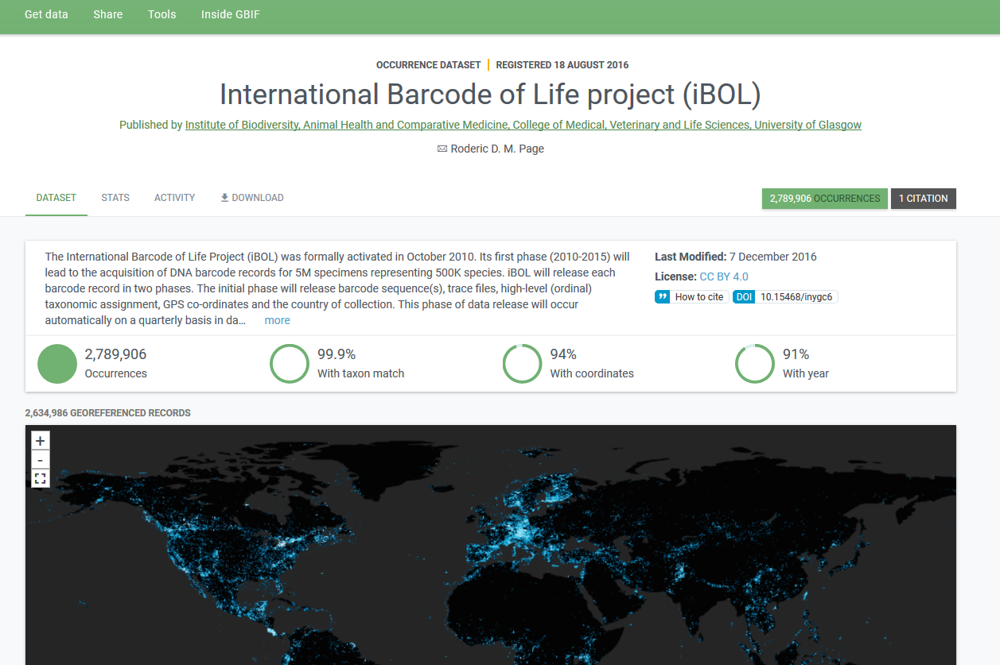 Get data Share Tools Inside GBIF
OCCURRENCE DATASET REGISTERED 18 AUGUST 2016
International Barcode of Life project (iBOL)
Published by Institute of Biodiversity, Animal Health and Comparative Medicine, College of Medical, Veterinary and Life Sciences, University of Glasgow
Roderic D. M. Page
DATASET STATS ACTIVITY DOWNLOAD 2,789,906 OCCURRENCES 1 CITATION
The International Barcode of Life Project (iBOL) was formally activated in October 2010. Its first phase (2010-2015) will
lead to the acquisition of DNA barcode records for 5M specimens representing 500K species. iBOL will release each
barcode record in two phases. The initial phase will release barcode sequence(s), trace files, high-level (ordinal)
taxonomic assignment, GPS co-ordinates and the country of collection. This phase of data release will occur
automatically on a quarterly basis in da… more
Last Modified: 7 December 2016
License: CC BY 4.0
How to cite DOI 10.15468/inygc6
2,789,906
Occurrences
99.9%
With taxon match
94%
With coordinates
91%
With year
2,634,986 GEOREFERENCED RECORDS
+
-